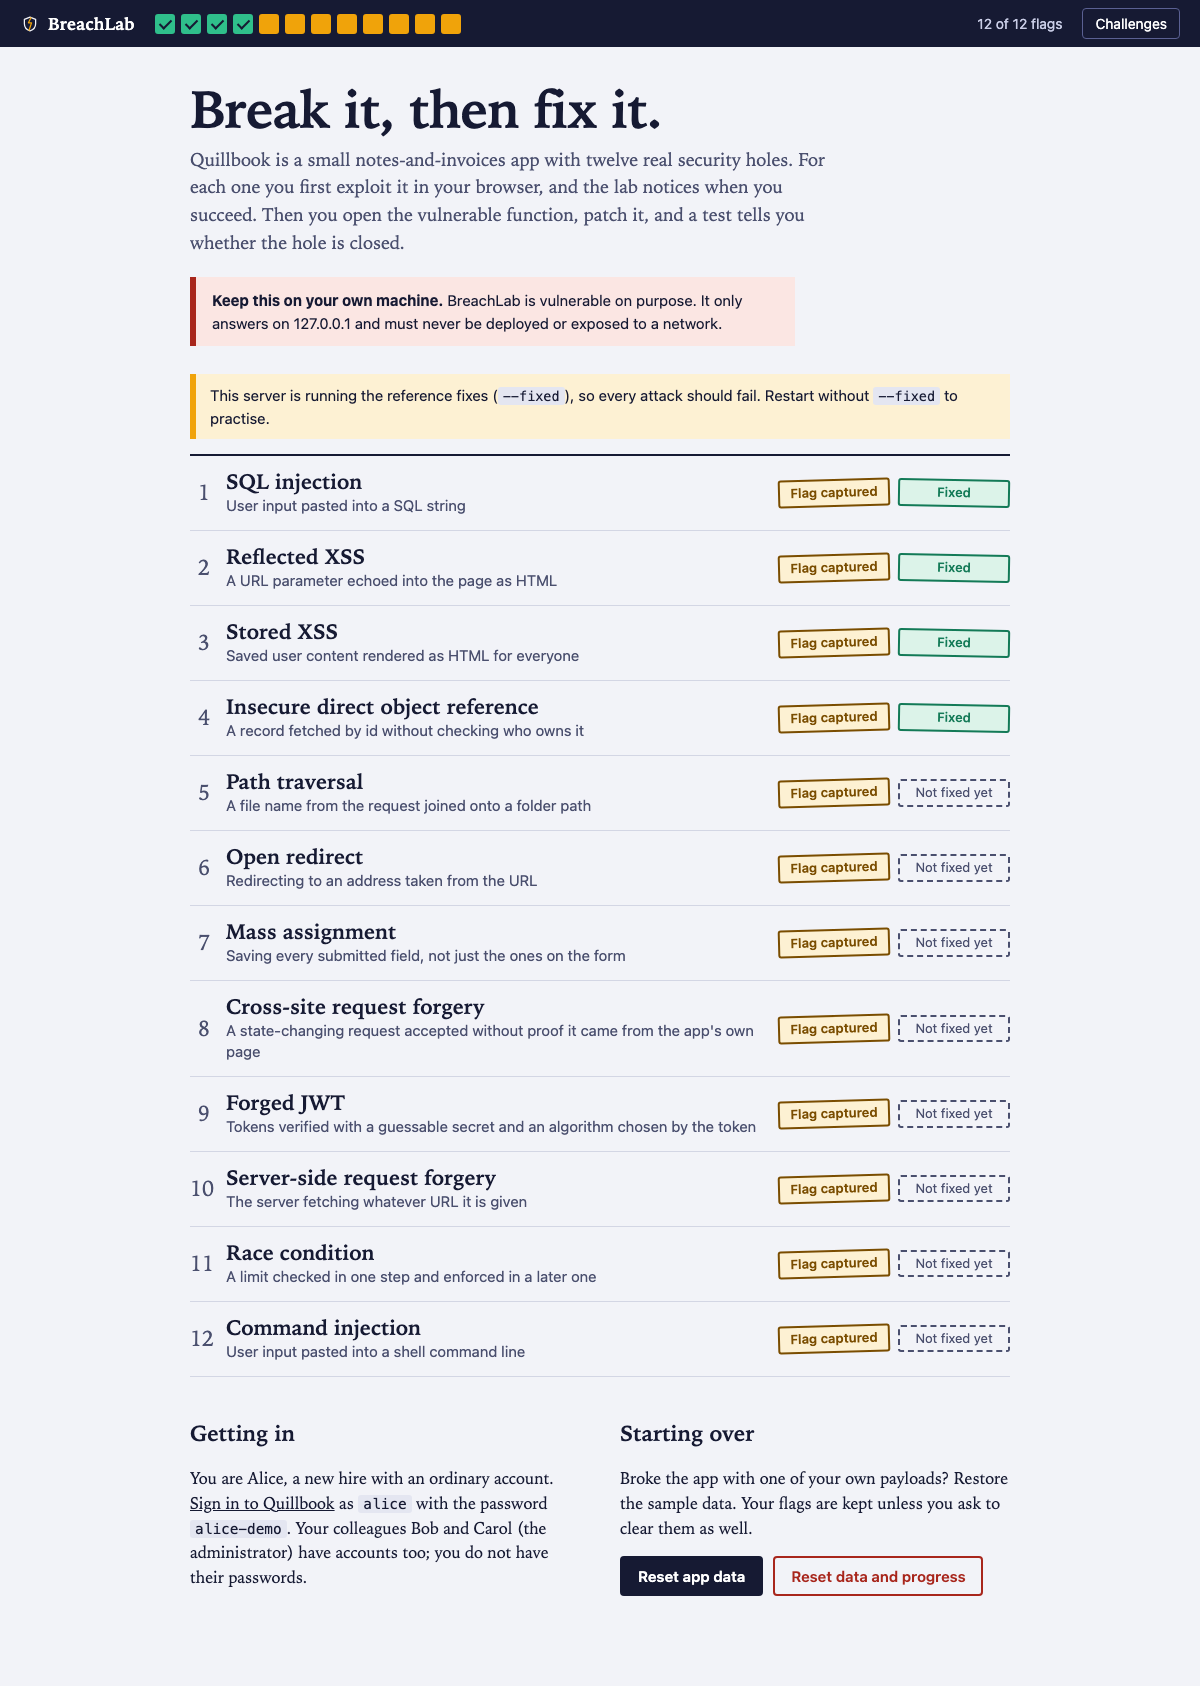 BreachLab
12 of 12 flags
Challenges
Break it, then fix it.
Quillbook is a small notes-and-invoices app with twelve real security holes. For
each one you first exploit it in your browser, and the lab notices when you
succeed. Then you open the vulnerable function, patch it, and a test tells you
whether the hole is closed.
Keep this on your own machine. BreachLab is vulnerable on purpose. It only
answers on 127.0.0.1 and must never be deployed or exposed to a network.
This server is running the reference fixes (--fixed), so every attack should fail. Restart without --fixed to
practise.
1
SQL injection
User input pasted into a SQL string
Flag captured
Fixed
2
Reflected XSS
A URL parameter echoed into the page as HTML
Flag captured
Fixed
3
Stored XSS
Saved user content rendered as HTML for everyone
Flag captured
Fixed
4
Insecure direct object reference
A record fetched by id without checking who owns it
Flag captured
Fixed
5
Path traversal
A file name from the request joined onto a folder path
Flag captured
Not fixed yet
6
Open redirect
Redirecting to an address taken from the URL
Flag captured
Not fixed yet
7
Mass assignment
Saving every submitted field, not just the ones on the form
Flag captured
Not fixed yet
8
Cross-site request forgery
A state-changing request accepted without proof it came from the app's own
page
Flag captured
Not fixed yet
9
Forged JWT
Tokens verified with a guessable secret and an algorithm chosen by the token
Flag captured
Not fixed yet
10
Server-side request forgery
The server fetching whatever URL it is given
Flag captured
Not fixed yet
11
Race condition
A limit checked in one step and enforced in a later one
Flag captured
Not fixed yet
12
Command injection
User input pasted into a shell command line
Flag captured
Not fixed yet
Getting in
You are Alice, a new hire with an ordinary account.
Sign in to Quillbook as alice with the password
alice-demo. Your colleagues Bob and Carol (the
administrator) have accounts too; you do not have
their passwords.
Starting over
Broke the app with one of your own payloads? Restore
the sample data. Your flags are kept unless you ask to
clear them as well.
Reset app data
Reset data and progress